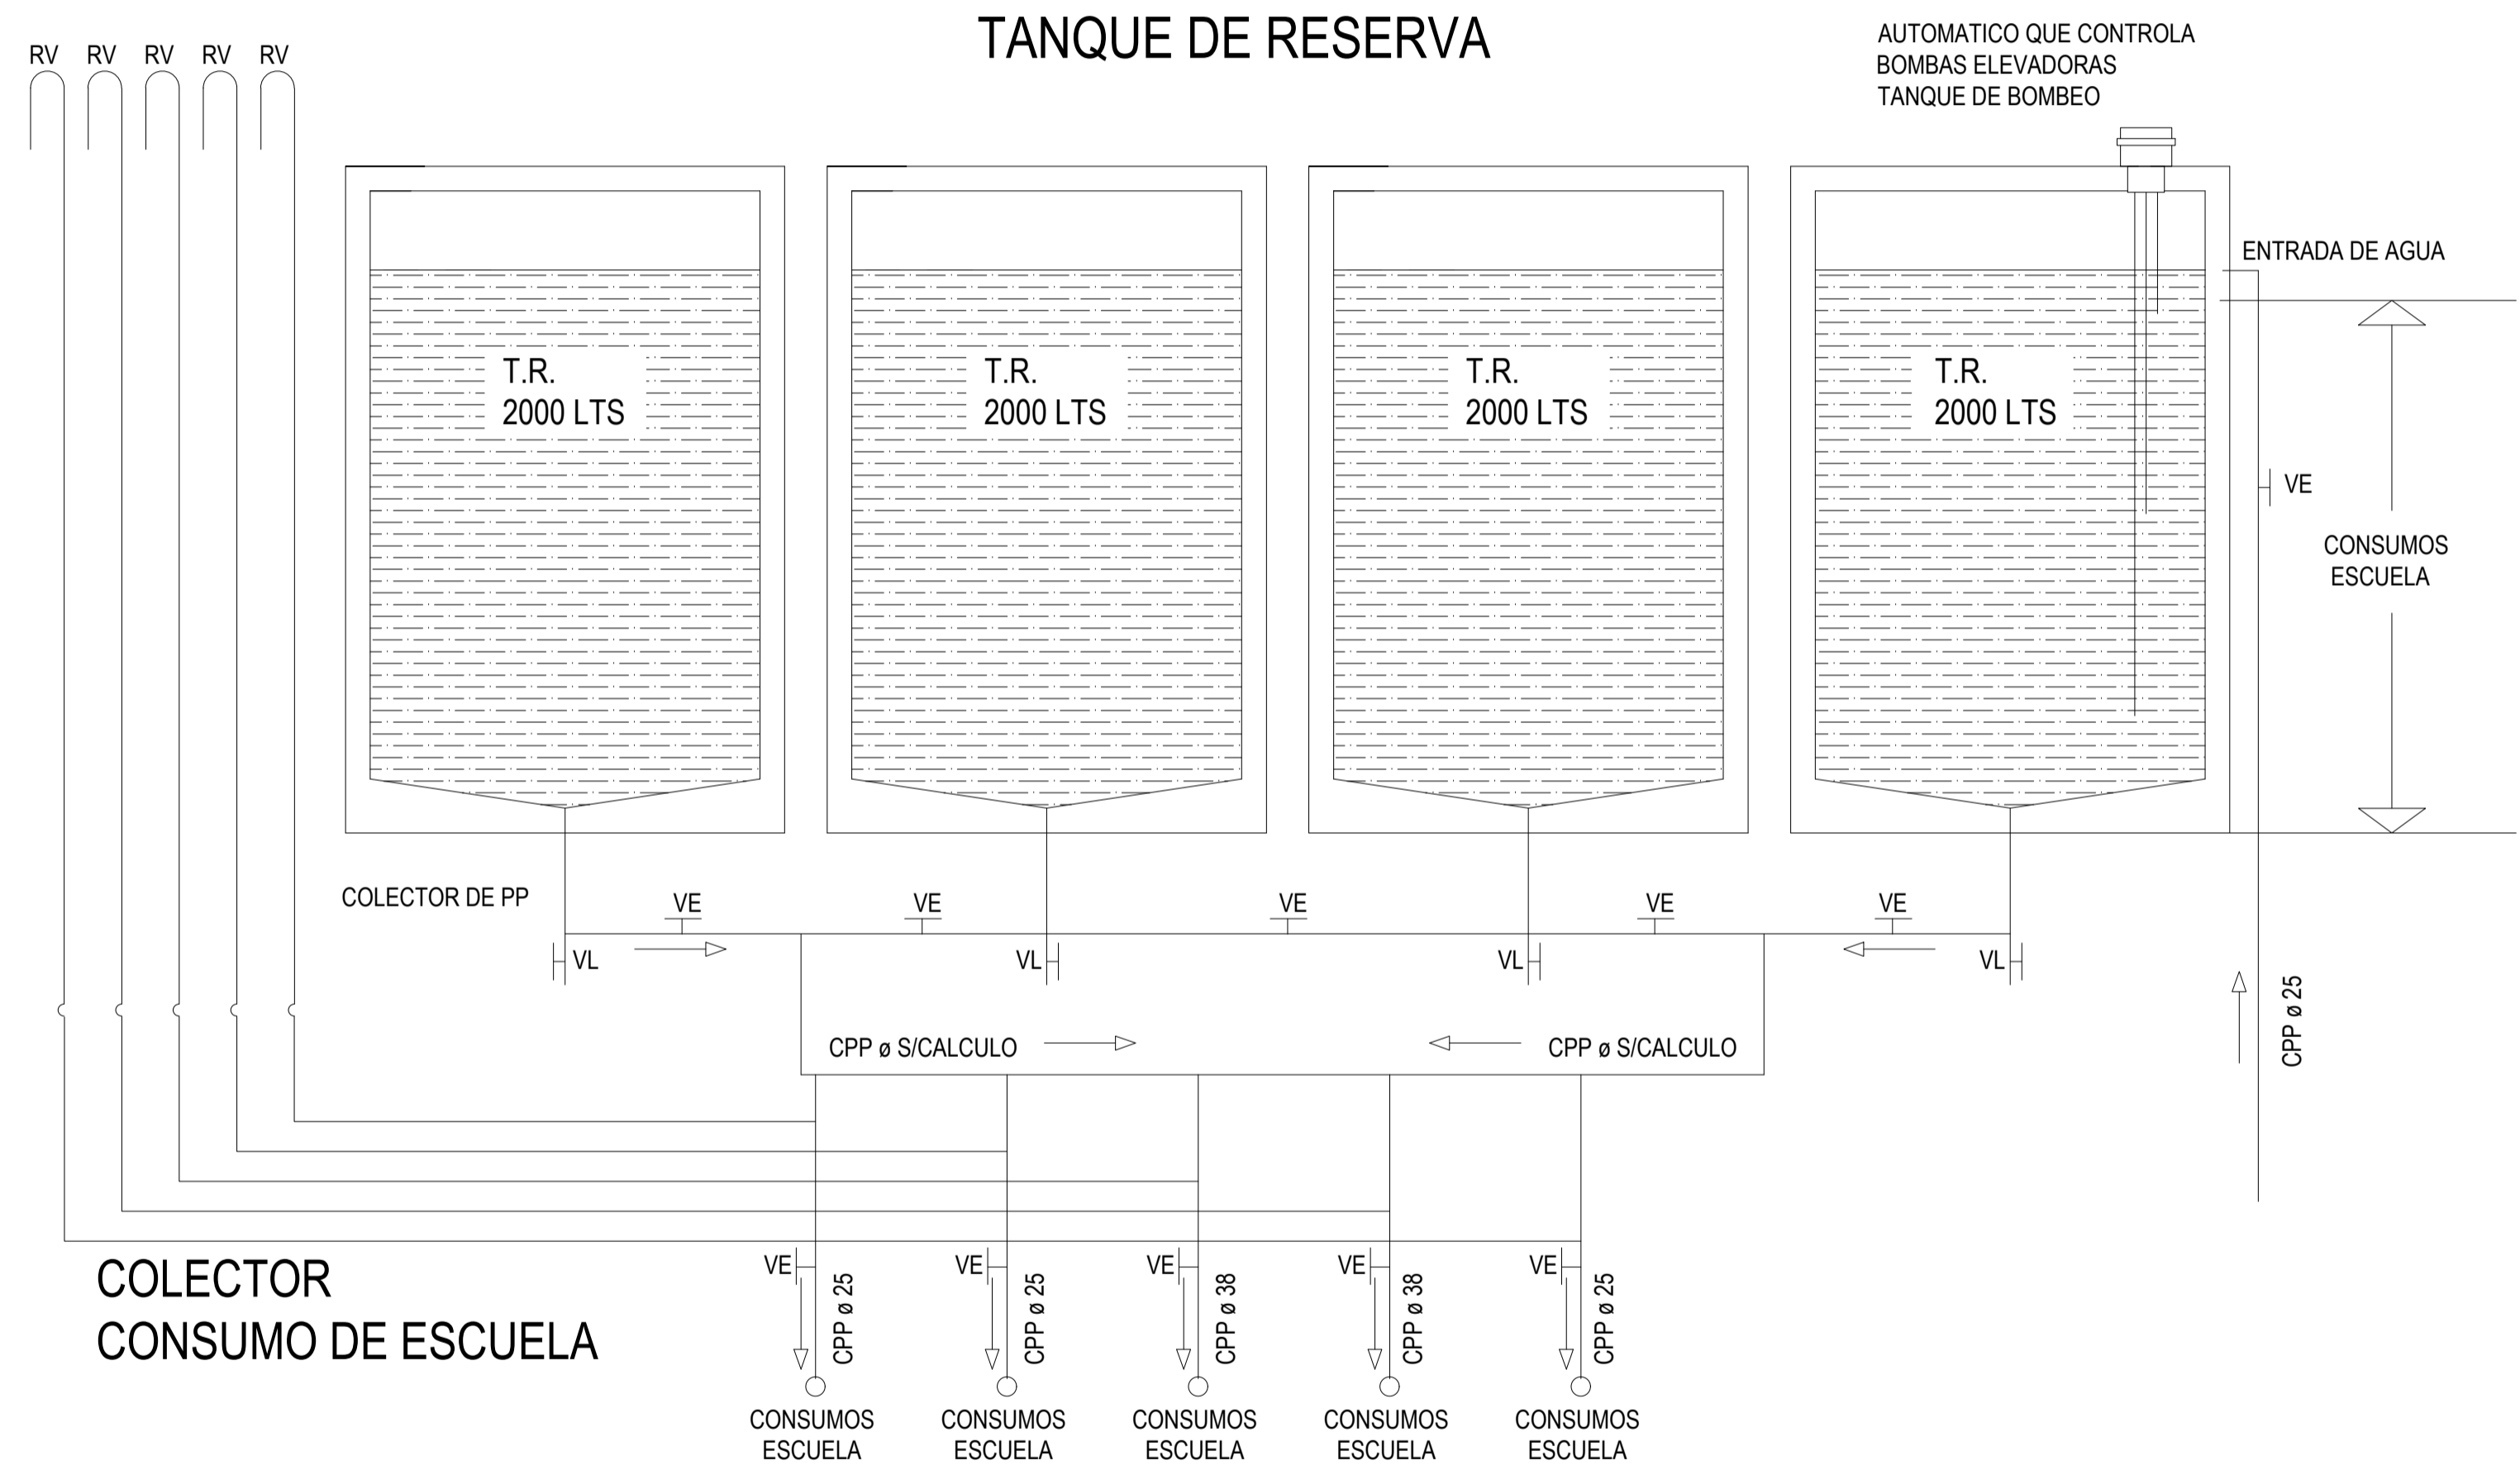 TANQUE DE RESERVA
AUTOMATICO QUE CONTROLA
BOMBAS ELEVADORAS
TANQUE DE BOMBEO
RV
RV
RV
RV
RV
ENTRADA DE AGUA
T.R.
2000 LTS
T.R.
2000 LTS
T.R.
2000 LTS
T.R.
2000 LTS
VE
CONSUMOS
ESCUELA
COLECTOR DE PP
VE
VE
VE
VE
VE
VL
VL
VL
VL
CPP ø 25
CPP ø S/CALCULO
CPP ø S/CALCULO
COLECTOR
CONSUMO DE ESCUELA
VE
VE
VE
VE
VE
CPP ø 25
CPP ø 25
CPP ø 38
CPP ø 38
CPP ø 25
CONSUMOS
ESCUELA
CONSUMOS
ESCUELA
CONSUMOS
ESCUELA
CONSUMOS
ESCUELA
CONSUMOS
ESCUELA